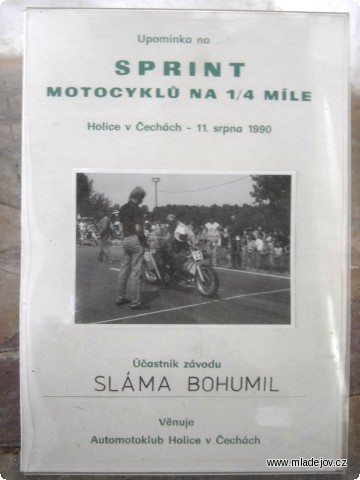 Upomínka na
SPRINT
MOTOCYKLŮ NA 1/4 MÍLE
Holice v Čechách - 11. srpna 1990
Účastník závodu
SLÁMA BOHUMIL
Věnuje
Automotoklub Holice v Čechách
www.mladejov.cz